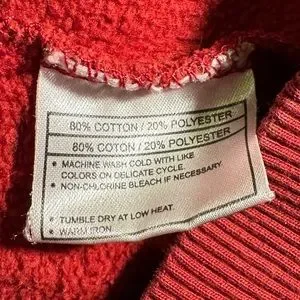 80% COTTON / 20% POLYESTER
80% COTTON / 20% POLYESTER
• MACHINE WASH COLD WITH LIKE
COLORS ON DELICATE CYCLE.
• NON-CHLORINE BLEACH IF NECESSARY.
• TUMBLE DRY AT LOW HEAT.
• WARM IRON.